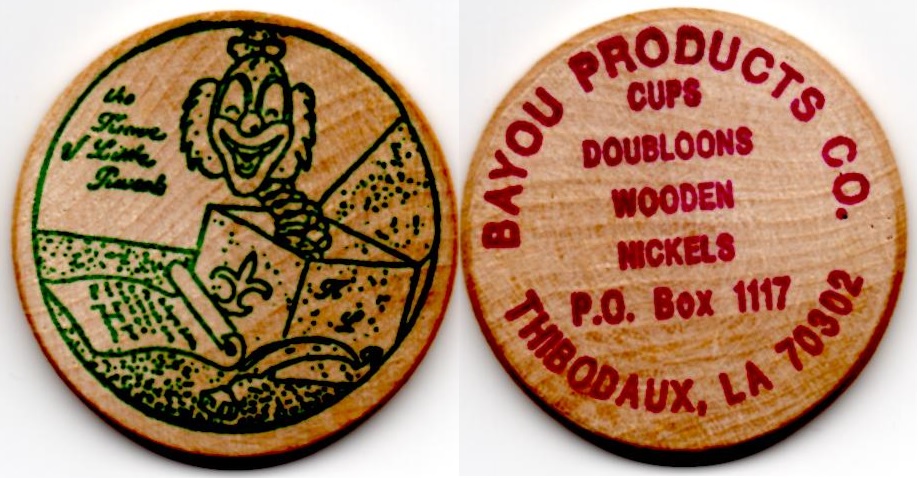 the
Krewe
of Little
Rascals
K
L
BAYOU PRODUCTS CO.
CUPS
DOUBLOONS
WOODEN
NICKELS
P.O. Box 1117
THIBODAUX, LA 70302